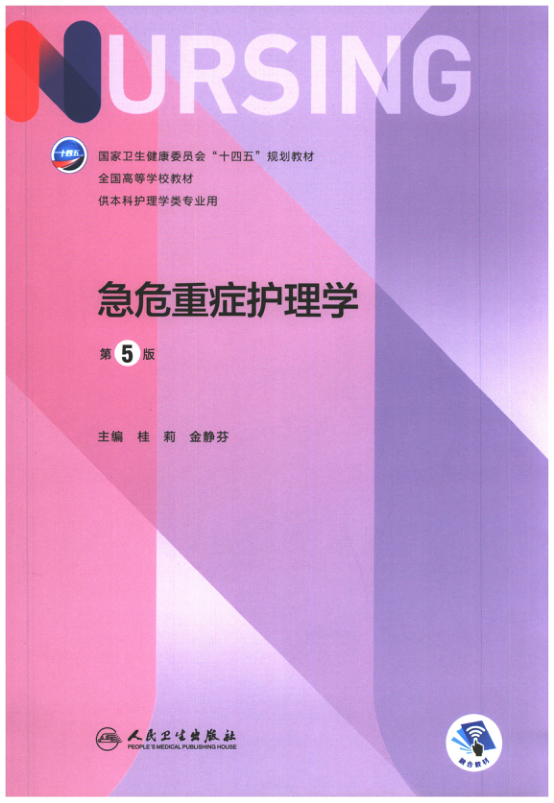 NURSING
十四五
国家卫生健康委员会“十四五”规划教材
全国高等学校教材
供本科护理学类专业用
急危重症护理学
第5版
主编 桂 莉 金静芬
人民卫生出版社
PEOPLE'S MEDICAL PUBLISHING HOUSE
融合教材